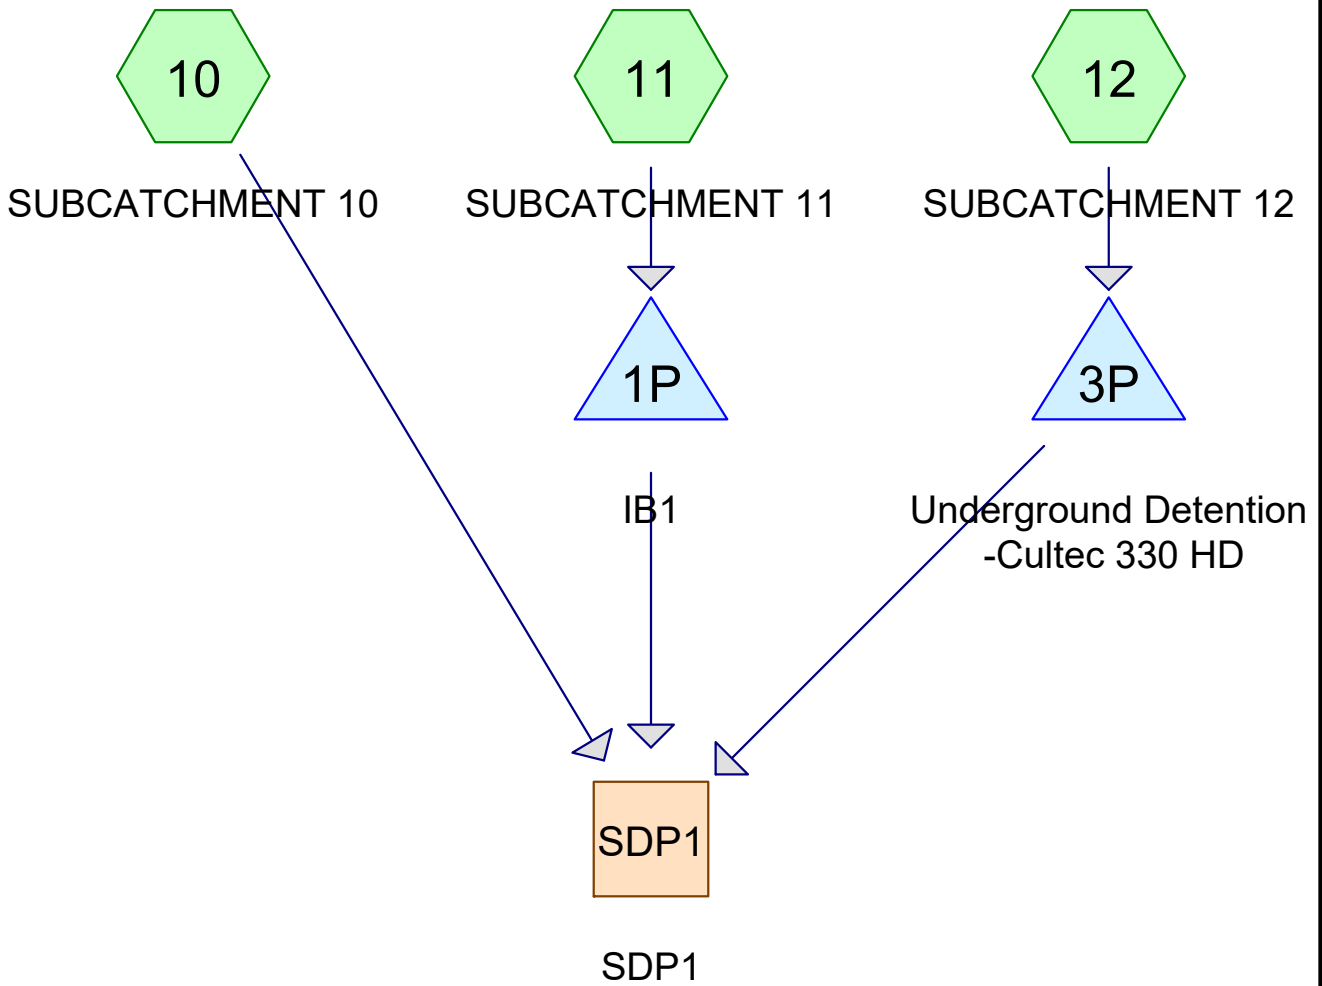 10
11
12
SUBCATCHMENT 10
SUBCATCHMENT 11
SUBCATCHMENT 12
1P
3P
IB1
Underground Detention
-Cultec 330 HD
SDP1
SDP1